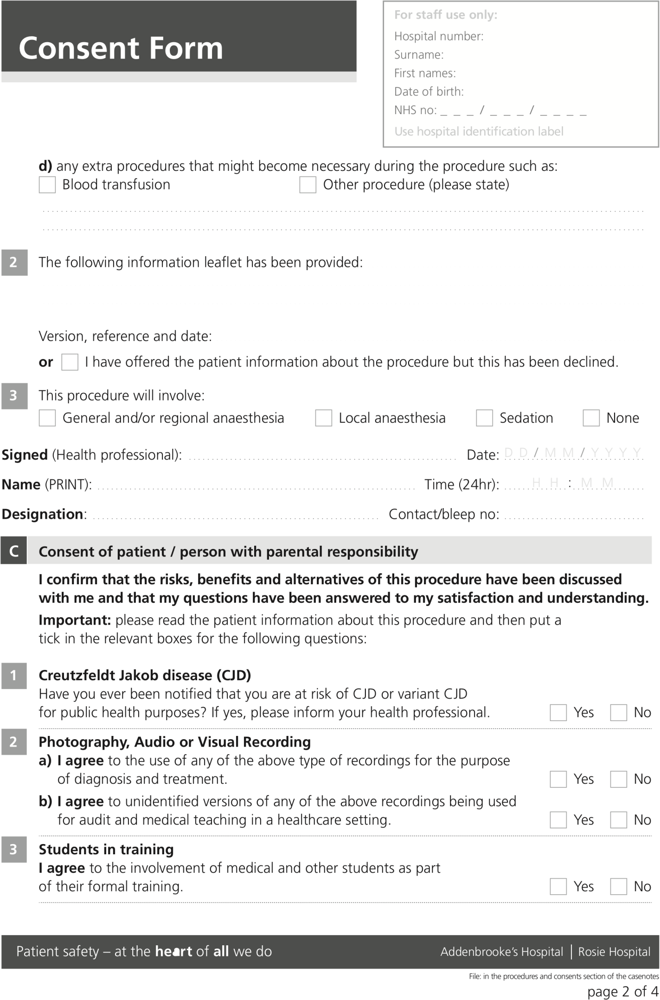 Consent Form
For staff use only:
Hospital number:
Surname:
First names:
Date of birth:
NHS no: _ _ _ / _ _ _ / _ _ _ _
Use hospital identification label
d) any extra procedures that might become necessary during the procedure such as:
Blood transfusion Other procedure (please state)
2 The following information leaflet has been provided:
Version, reference and date:
or I have offered the patient information about the procedure but this has been declined.
3 This procedure will involve:
General and/or regional anaesthesia Local anaesthesia Sedation None
Signed (Health professional): Date: D D / M M / Y Y Y Y
Name (PRINT): Time (24hr): H H : M M
Designation: Contact/bleep no:
C Consent of patient / person with parental responsibility
I confirm that the risks, benefits and alternatives of this procedure have been discussed
with me and that my questions have been answered to my satisfaction and understanding.
Important: please read the patient information about this procedure and then put a
tick in the relevant boxes for the following questions:
1 Creutzfeldt Jakob disease (CJD)
Have you ever been notified that you are at risk of CJD or variant CJD
for public health purposes? If yes, please inform your health professional. Yes No
2 Photography, Audio or Visual Recording
a) I agree to the use of any of the above type of recordings for the purpose
of diagnosis and treatment. Yes No
b) I agree to unidentified versions of any of the above recordings being used
for audit and medical teaching in a healthcare setting. Yes No
3 Students in training
I agree to the involvement of medical and other students as part
of their formal training. Yes No
Patient safety – at the heart of all we do Addenbrooke's Hospital | Rosie Hospital
File: in the procedures and consents section of the casenotes
page 2 of 4